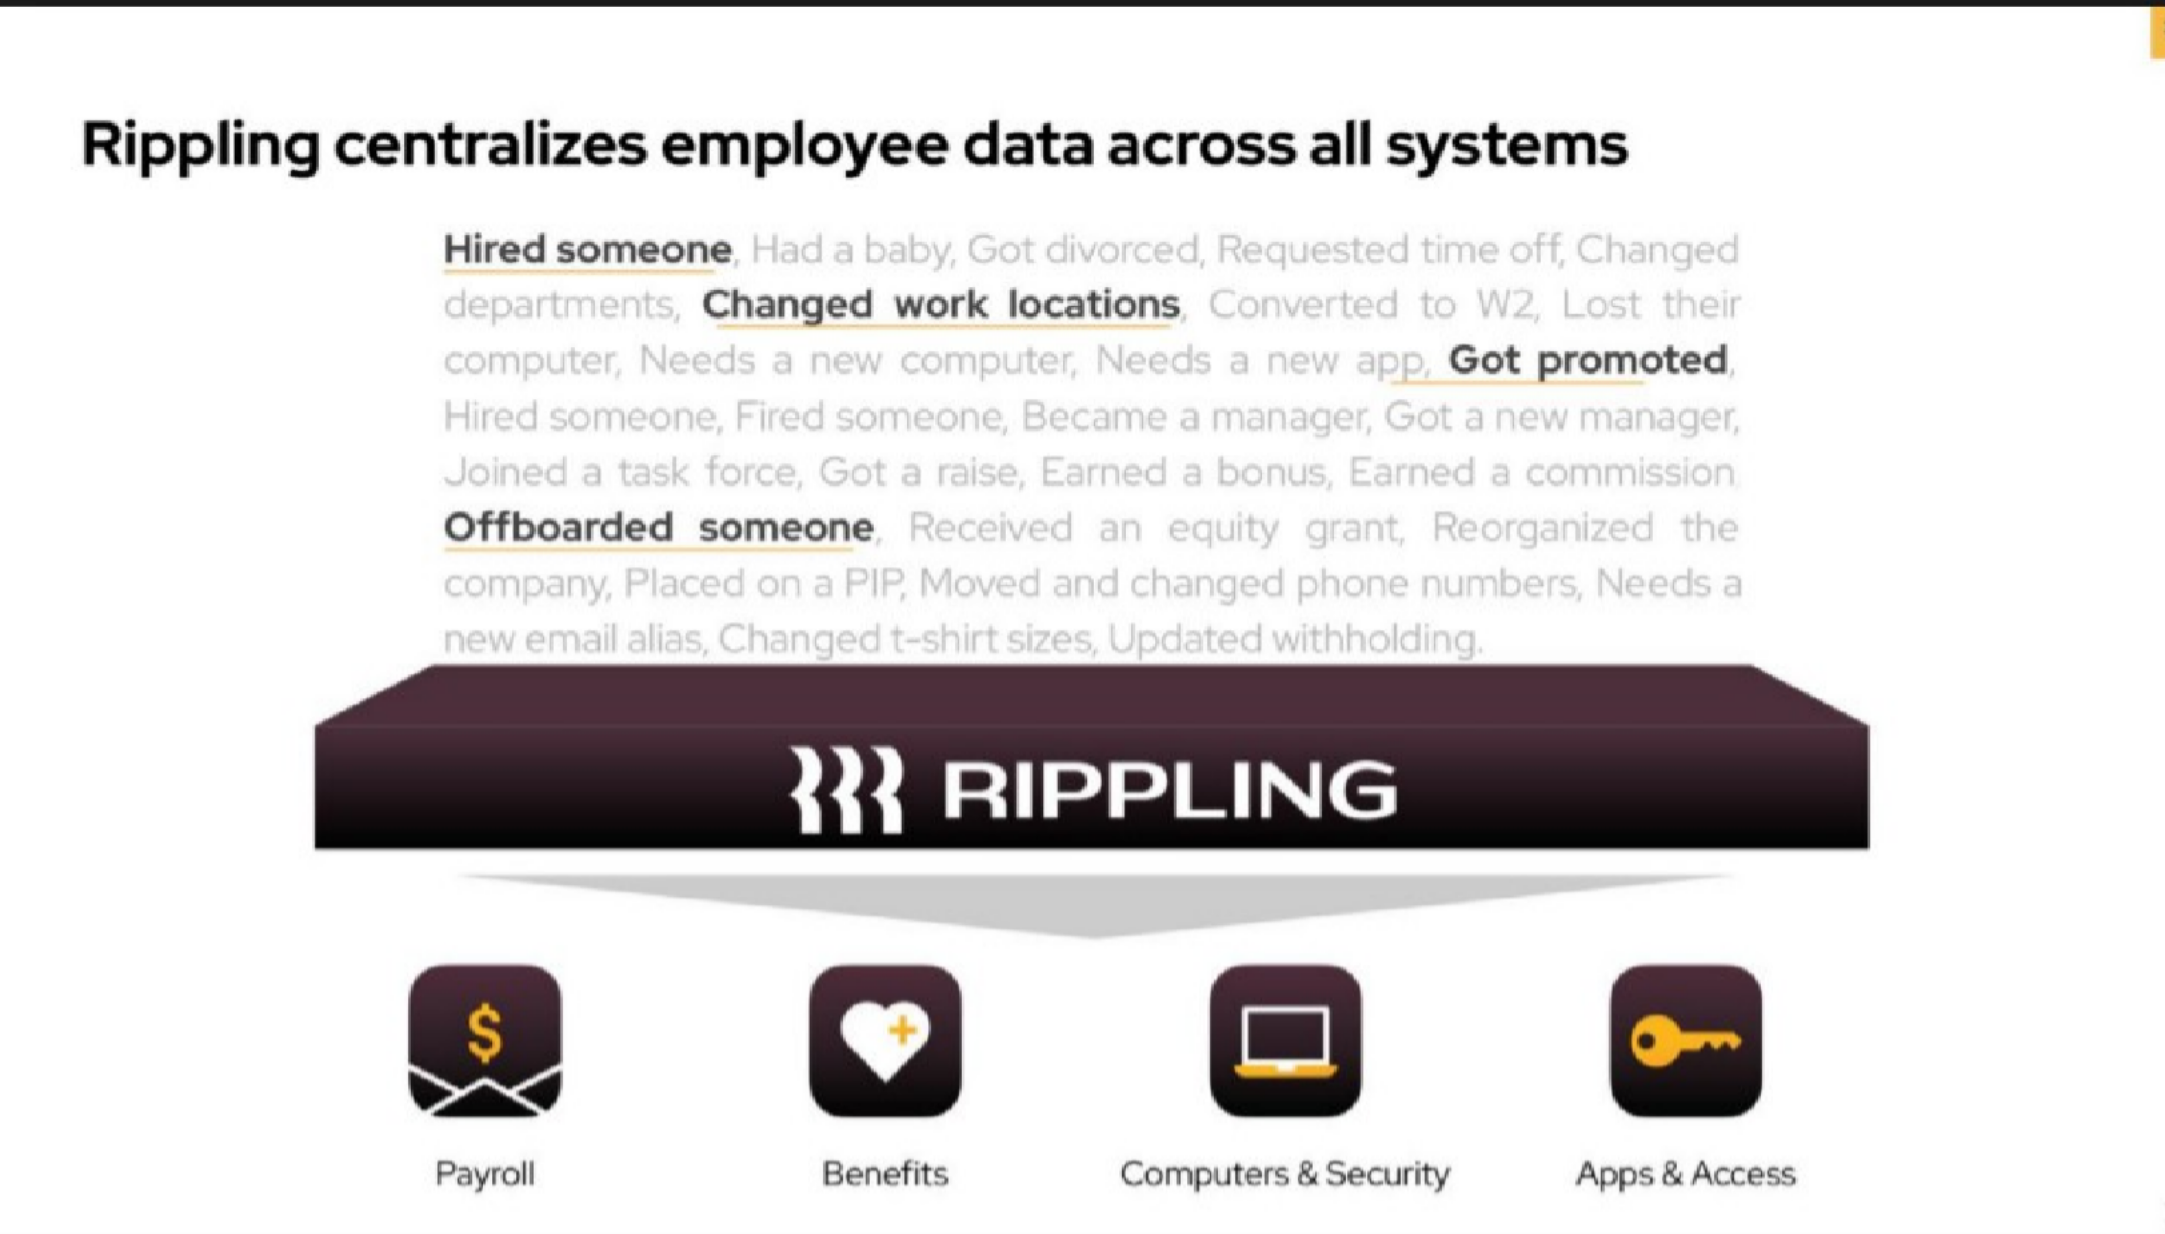 Rippling centralizes employee data across all systems
Hired someone, Had a baby, Got divorced, Requested time off, Changed
departments, Changed work locations, Converted to W2, Lost their
computer, Needs a new computer, Needs a new app, Got promoted,
Hired someone, Fired someone, Became a manager, Got a new manager,
Joined a task force, Got a raise, Earned a bonus, Earned a commission
Offboarded someone, Received an equity grant, Reorganized the
company, Placed on a PIP, Moved and changed phone numbers, Needs a
new email alias, Changed t-shirt sizes, Updated withholding.
RIPPLING
$
Payroll
Benefits
Computers & Security
Apps & Access